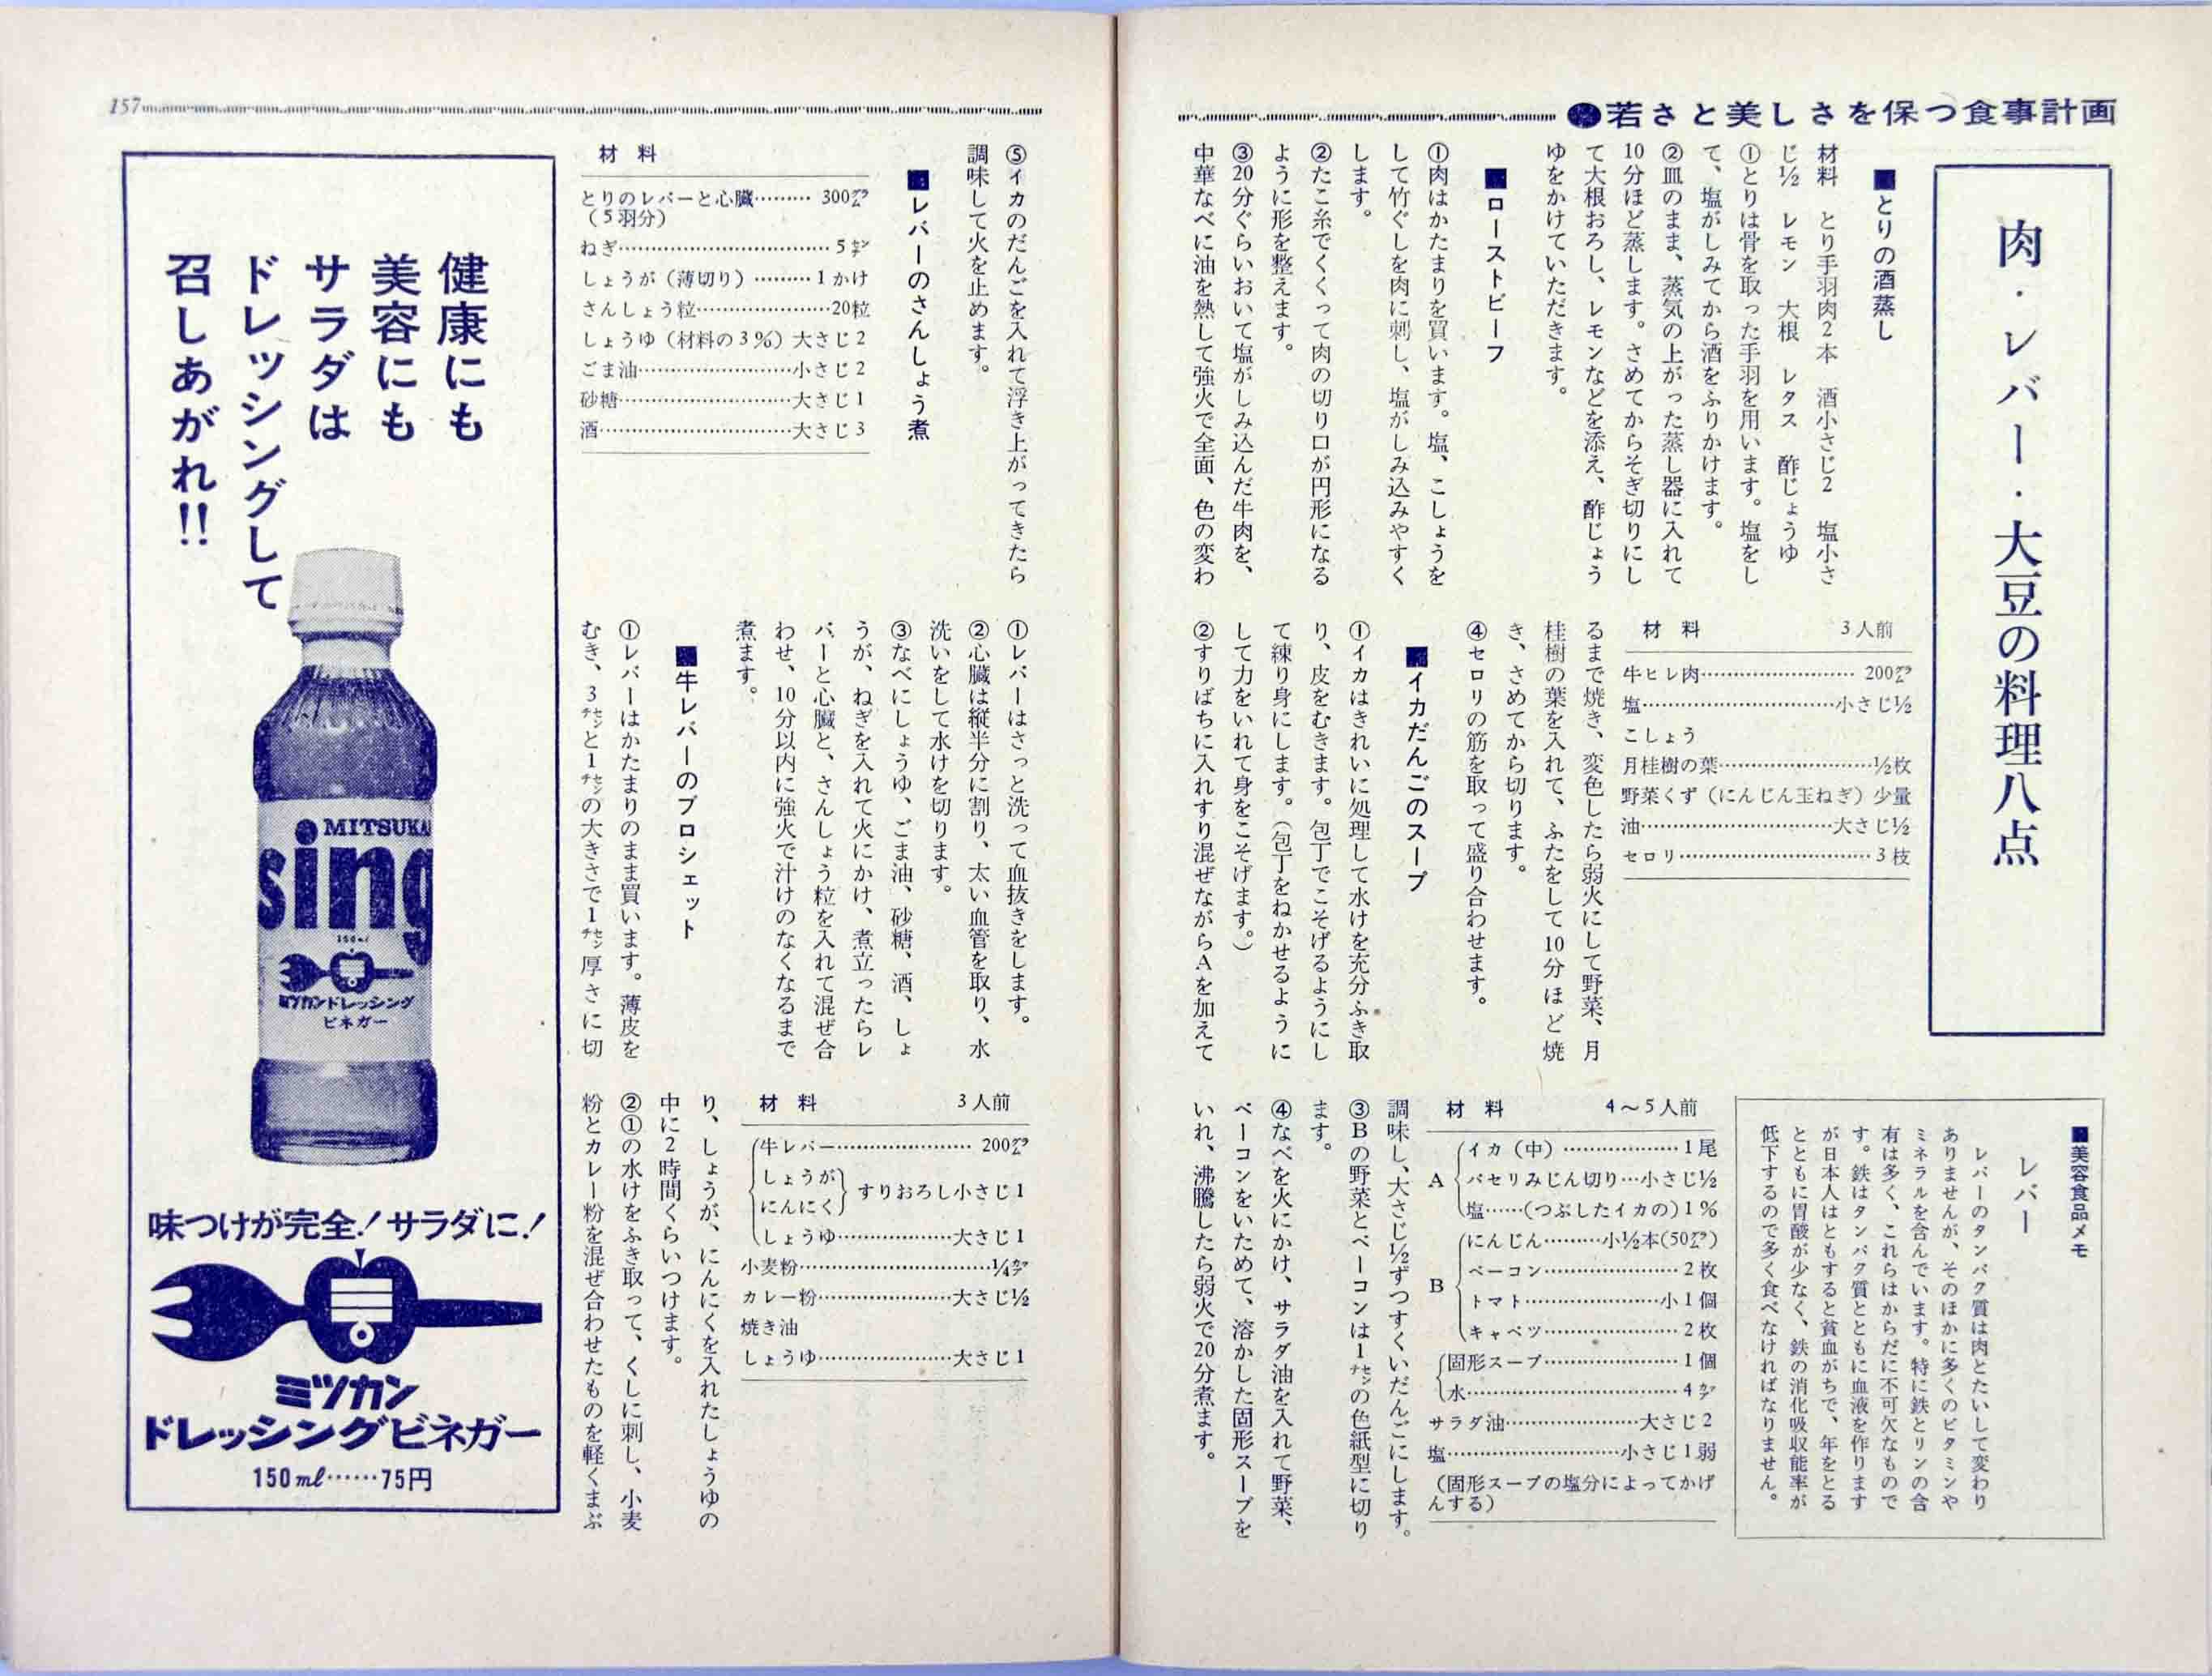 ●若さと美しさを保つ食事計画
肉・レバー・大豆の料理八点
■とりの酒蒸し
材料　とり手羽肉2本　酒小さじ2　塩小さ
じ½　レモン　大根　レタス　酢じょうゆ
①とりは骨を取った手羽を用います。塩をし
て、塩がしみてから酒をふりかけます。
②皿のまま、蒸気の上がった蒸し器に入れて
10分ほど蒸します。さめてからそぎ切りにし
て大根おろし、レモンなどを添え、酢じょう
ゆをかけていただきます。
■ローストビーフ
①肉はかたまりを買います。塩、こしょうを
して竹ぐしを肉に刺し、塩がしみ込みやすく
します。
②たこ糸でくくって肉の切り口が円形になる
ように形を整えます。
③20分ぐらいおいて塩がしみ込んだ牛肉を、
中華なべに油を熱して強火で全面、色の変わ
材　料　3人前
牛ヒレ肉…………………… 200㌘
塩…………………………小さじ½
こしょう
月桂樹の葉……………………½枚
野菜くず（にんじん玉ねぎ）少量
油…………………………大さじ½
セロリ………………………… 3枝
るまで焼き、変色したら弱火にして野菜、月
桂樹の葉を入れて、ふたをして10分ほど焼
き、さめてから切ります。
④セロリの筋を取って盛り合わせます。
■イカだんごのスープ
①イカはきれいに処理して水けを充分ふき取
り、皮をむきます。包丁でこそげるようにし
て練り身にします。（包丁をねかせるように
して力をいれて身をこそげます。）
②すりばちに入れすり混ぜながらAを加えて
■美容食品メモ
レバー
レバーのタンパク質は肉とたいして変わり
ありませんが、そのほかに多くのビタミンや
ミネラルを含んでいます。特に鉄とリンの含
有は多く、これらはからだに不可欠なもので
す。鉄はタンパク質とともに血液を作ります
が日本人はともすると貧血がちで、年をとる
とともに胃酸が少なく、鉄の消化吸収能率が
低下するので多く食べなければなりません。
材　料　4～5人前
A
イカ（中）………………1尾
パセリみじん切り…小さじ½
塩……（つぶしたイカの）1％
B
にんじん………小½本(50㌘)
ベーコン…………………2枚
トマト…………………小1個
キャベツ…………………2枚
固形スープ…………………1個
水……………………………4㌍
サラダ油…………………大さじ2
塩………………………小さじ1弱
（固形スープの塩分によってかげ
んする）
調味し、大さじ½ずつすくいだんごにします。
③Bの野菜とベーコンは1㌢の色紙型に切り
ます。
④なべを火にかけ、サラダ油を入れて野菜、
ベーコンをいためて、溶かした固形スープを
いれ、沸騰したら弱火で20分煮ます。
157
⑤イカのだんごを入れて浮き上がってきたら
調味して火を止めます。
■レバーのさんしょう煮
材　料
とりのレバーと心臓……… 300㌘
（5羽分）
ねぎ…………………………… 5㌢
しょうが（薄切り）………1かけ
さんしょう粒…………………20粒
しょうゆ（材料の3％）大さじ2
ごま油……………………小さじ2
砂糖………………………大さじ1
酒…………………………大さじ3
①レバーはさっと洗って血抜きをします。
②心臓は縦半分に割り、太い血管を取り、水
洗いをして水けを切ります。
③なべにしょうゆ、ごま油、砂糖、酒、しょ
うが、ねぎを入れて火にかけ、煮立ったらレ
バーと心臓と、さんしょう粒を入れて混ぜ合
わせ、10分以内に強火で汁けのなくなるまで
煮ます。
■牛レバーのブロシェット
①レバーはかたまりのまま買います。薄皮を
むき、3㌢と1㌢の大きさで1㌢厚さに切
材　料　3人前
牛レバー………………… 200㌘
しょうが
にんにく
すりおろし小さじ1
しょうゆ………………大さじ1
小麦粉…………………………¼㌍
カレー粉…………………大さじ½
焼き油
しょうゆ…………………大さじ1
り、しょうが、にんにくを入れたしょうゆの
中に2時間くらいつけます。
②①の水けをふき取って、くしに刺し、小麦
粉とカレー粉を混ぜ合わせたものを軽くまぶ
健康にも
美容にも
サラダは
ドレッシングして
召しあがれ!!
MITSUKA
sing
150ml
ミツカンドレッシング
ビネガー
味つけが完全！サラダに！
ミツカン
ドレッシングビネガー
150ml……75円